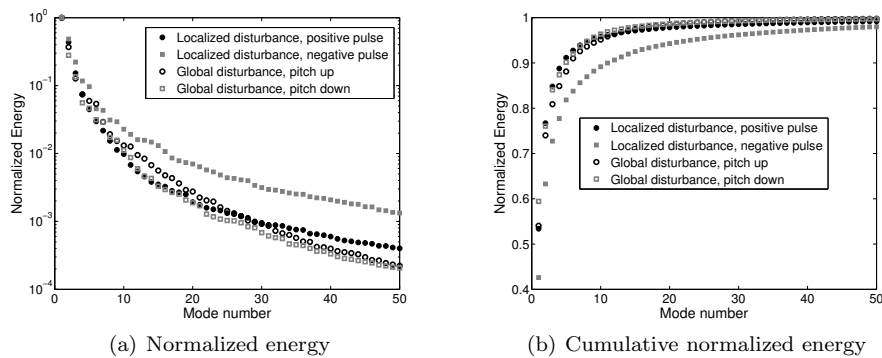 Normalized Energy
10⁰
10⁻¹
10⁻²
10⁻³
10⁻⁴
Localized disturbance, positive pulse
Localized disturbance, negative pulse
Global disturbance, pitch up
Global disturbance, pitch down
0 10 20 30 40 50
Mode number
(a) Normalized energy
Normalized Energy
1
0.9
0.8
0.7
0.6
0.5
0.4
Localized disturbance, positive pulse
Localized disturbance, negative pulse
Global disturbance, pitch up
Global disturbance, pitch down
0 10 20 30 40 50
Mode number
(b) Cumulative normalized energy